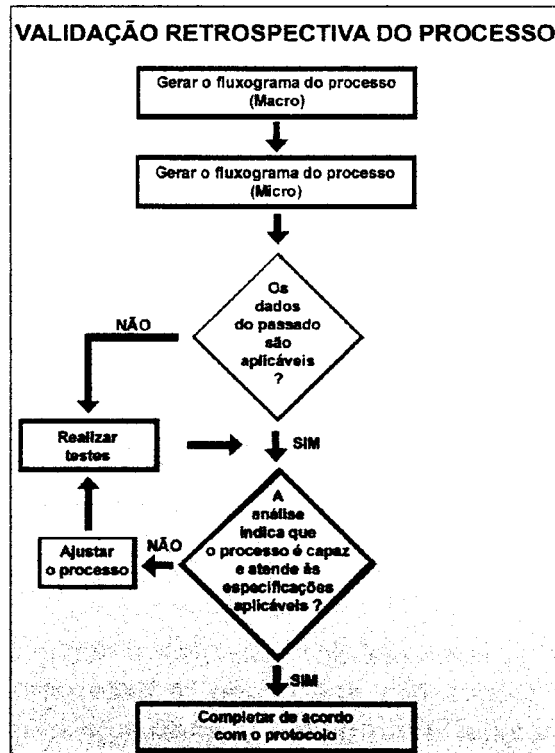 VALIDAÇÃO RETROSPECTIVA DO PROCESSO
Gerar o fluxograma do processo
(Macro)
Gerar o fluxograma do processo
(Micro)
Os
dados
do passado
são
aplicáveis
?
NÃO
Realizar
testes
SIM
A
análise
indica que
o processo é capaz
e atende às
especificações
aplicáveis ?
NÃO
Ajustar
o processo
SIM
Completar de acordo
com o protocolo